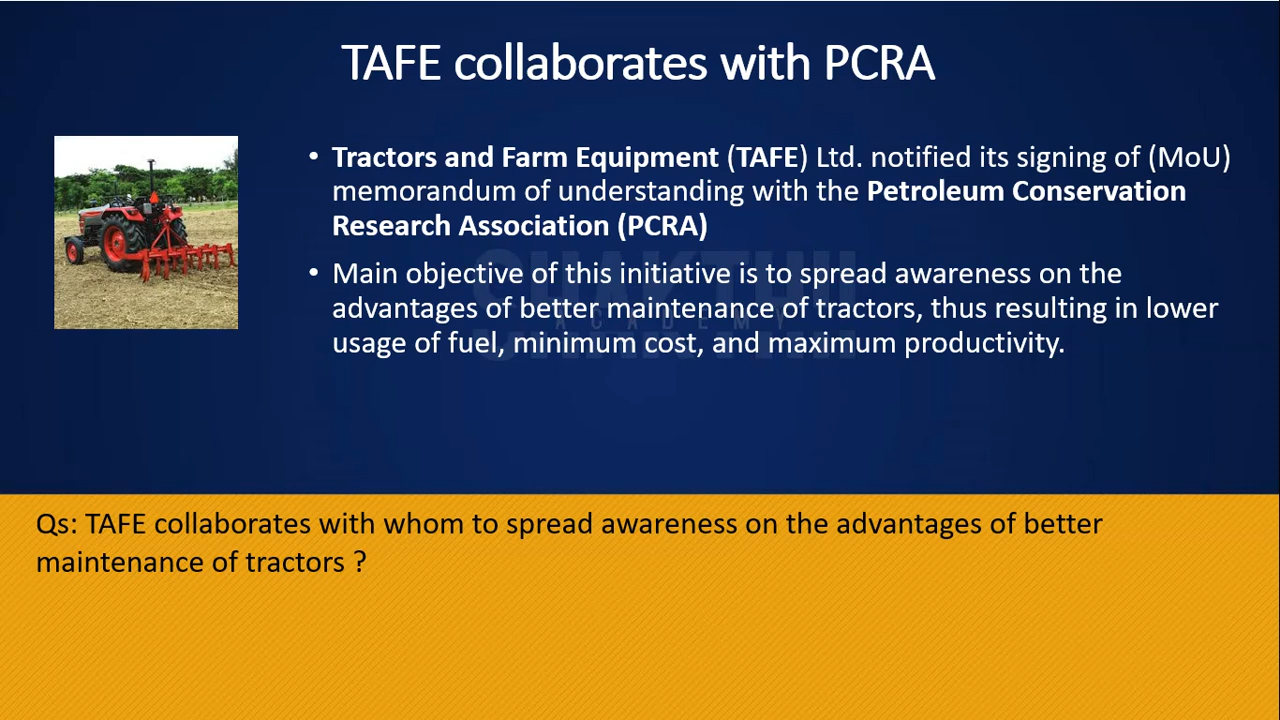 TAFE collaborates with PCRA
• Tractors and Farm Equipment (TAFE) Ltd. notified its signing of (MoU)
memorandum of understanding with the Petroleum Conservation
Research Association (PCRA)
• Main objective of this initiative is to spread awareness on the
advantages of better maintenance of tractors, thus resulting in lower
usage of fuel, minimum cost, and maximum productivity.
ACADEMY
Qs: TAFE collaborates with whom to spread awareness on the advantages of better
maintenance of tractors ?